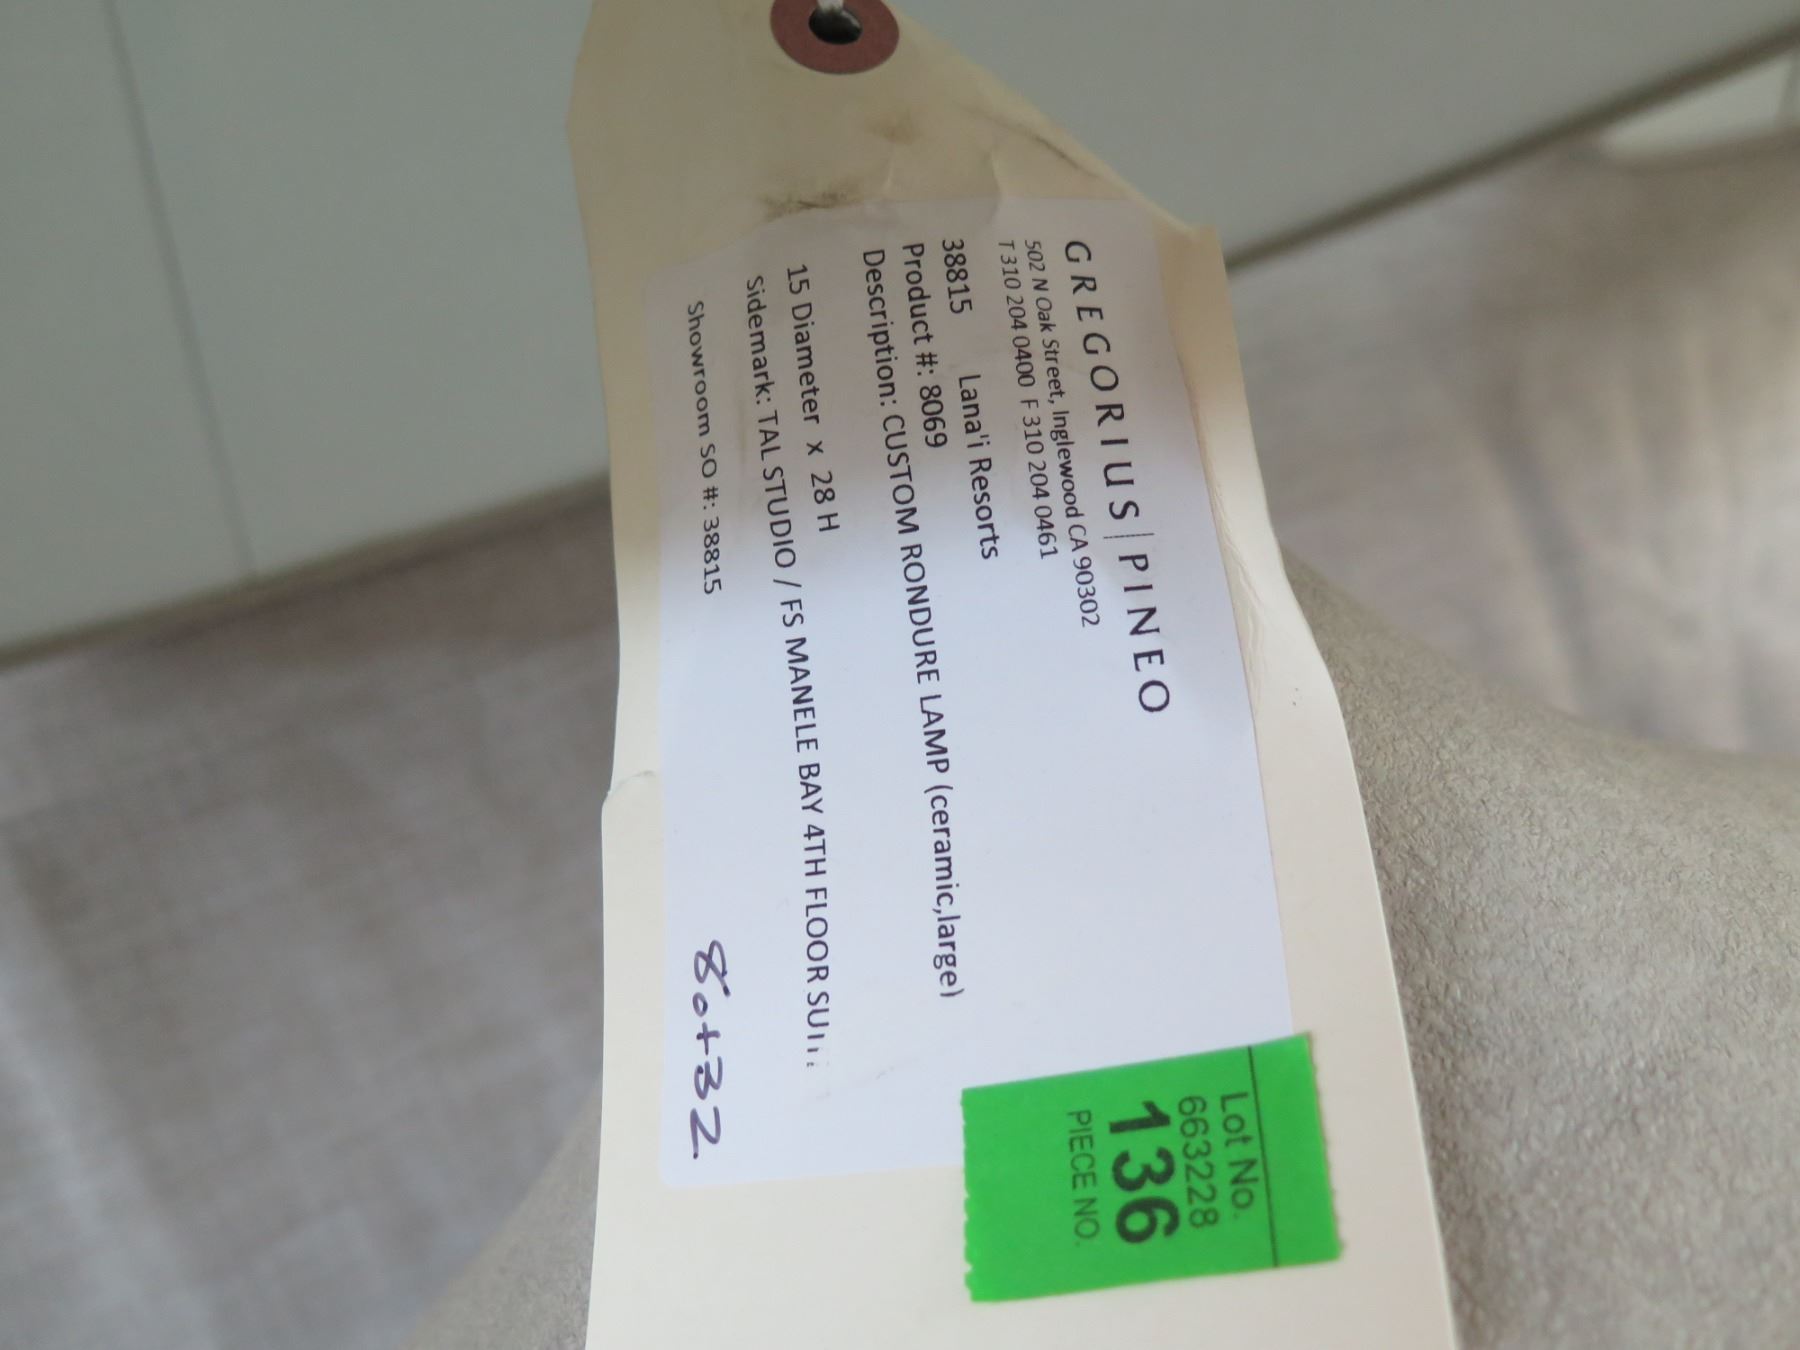 GREGORIUS | PINEO
502 N Oak Street, Inglewood CA 90302
T 310 204 0400 F 310 204 0461
38815 Lana'i Resorts
Product #: 8069
Description: CUSTOM RONDURE LAMP (ceramic,large)
15 Diameter x 28 H
Sidemark: TAL STUDIO / FS MANELE BAY 4TH FLOOR
Showroom SO #: 38815
Lot No.
663228
136
PIECE NO.